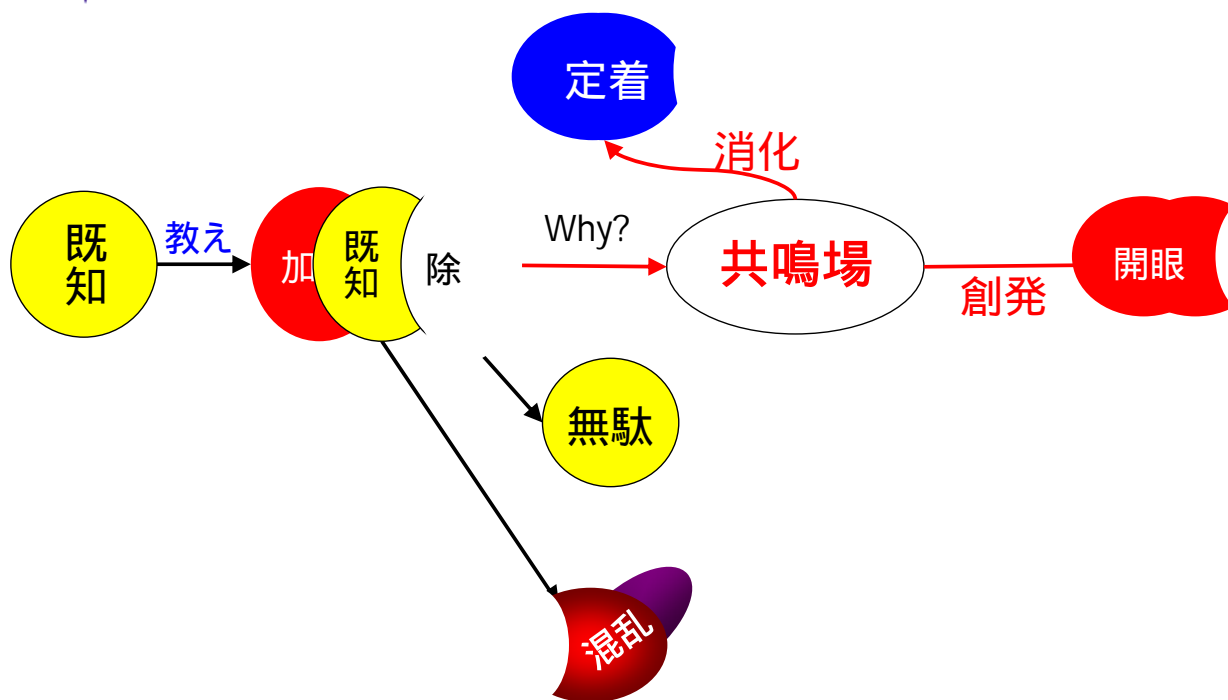 定着
消化
既
知
教え
加
既
知
除
Why?
共鳴場
創発
開眼
無駄
混乱